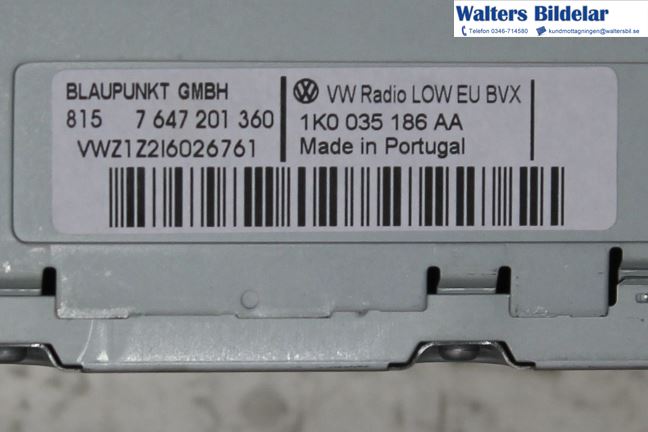 Walters Bildelar
Telefon 0346-714580 kundmottagningen@waltersbil.se
BLAUPUNKT GMBH
815 7 647 201 360
VWZ1Z2I6026761
VW Radio LOW EU BVX
1K0 035 186 AA
Made in Portugal